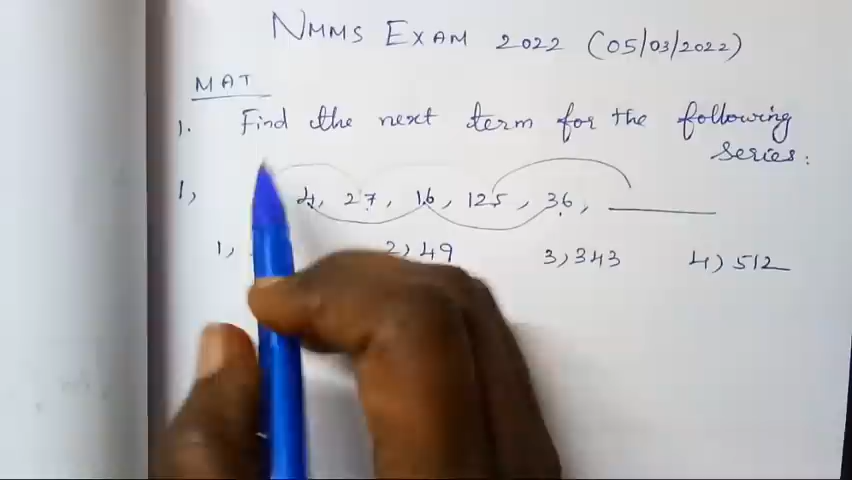 NMMS EXAM 2022 (05/03/2022)
MAT
1. Find the next term for the following
series:
1, 4, 27, 16, 125, 36, ______
1, 2) 49 3) 343 4) 512